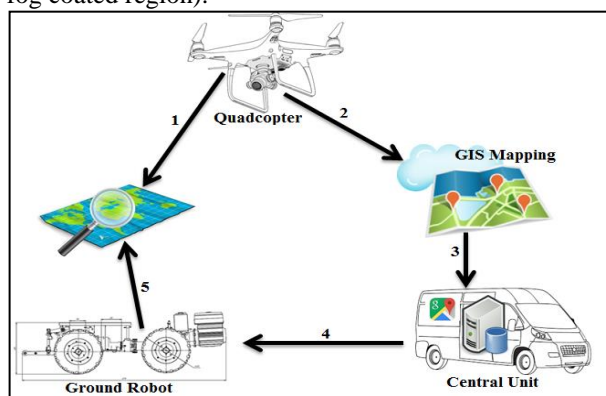 fog coated region).
Quadcopter
1
2
GIS Mapping
3
5
4
Ground Robot
Central Unit